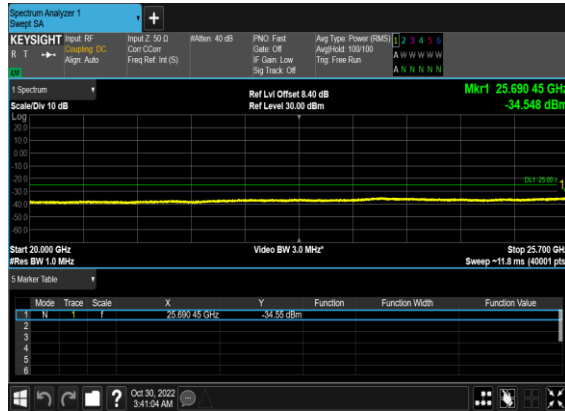 Spectrum Analyzer 1
Swept SA
+
KEYSIGHT Input: RF Input Z: 50 Ω #Atten: 40 dB PNO: Fast Avg Type: Power (RMS) 1 2 3 4 5 6
R T Coupling: DC Corr CCorr Gate: Off Avg|Hold: 100/100 A W W W W W
Align: Auto Freq Ref: Int (S) IF Gain: Low Trig: Free Run
LW Sig Track: Off A N N N N N
1 Spectrum Ref Lvl Offset 8.40 dB Mkr1 25.690 45 GHz
Scale/Div 10 dB Ref Level 30.00 dBm -34.548 dBm
Log
20.0
10.0
0.00
-10.0
-20.0
DL1 -25.00
1
-30.0
-40.0
-50.0
-60.0
Start 20.000 GHz Video BW 3.0 MHz* Stop 25.700 GH
#Res BW 1.0 MHz Sweep ~11.8 ms (40001 pts
5 Marker Table
Mode Trace Scale X Y Function Function Width Function Value
1 N 1 f 25.690 45 GHz -34.55 dBm
2
3
4
5
6
? Oct 30, 2022
3:41:04 AM